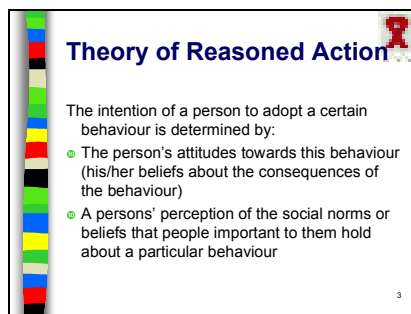 Theory of Reasoned Action
The intention of a person to adopt a certain
behaviour is determined by:
The person's attitudes towards this behaviour
(his/her beliefs about the consequences of
the behaviour)
A persons' perception of the social norms or
beliefs that people important to them hold
about a particular behaviour
3